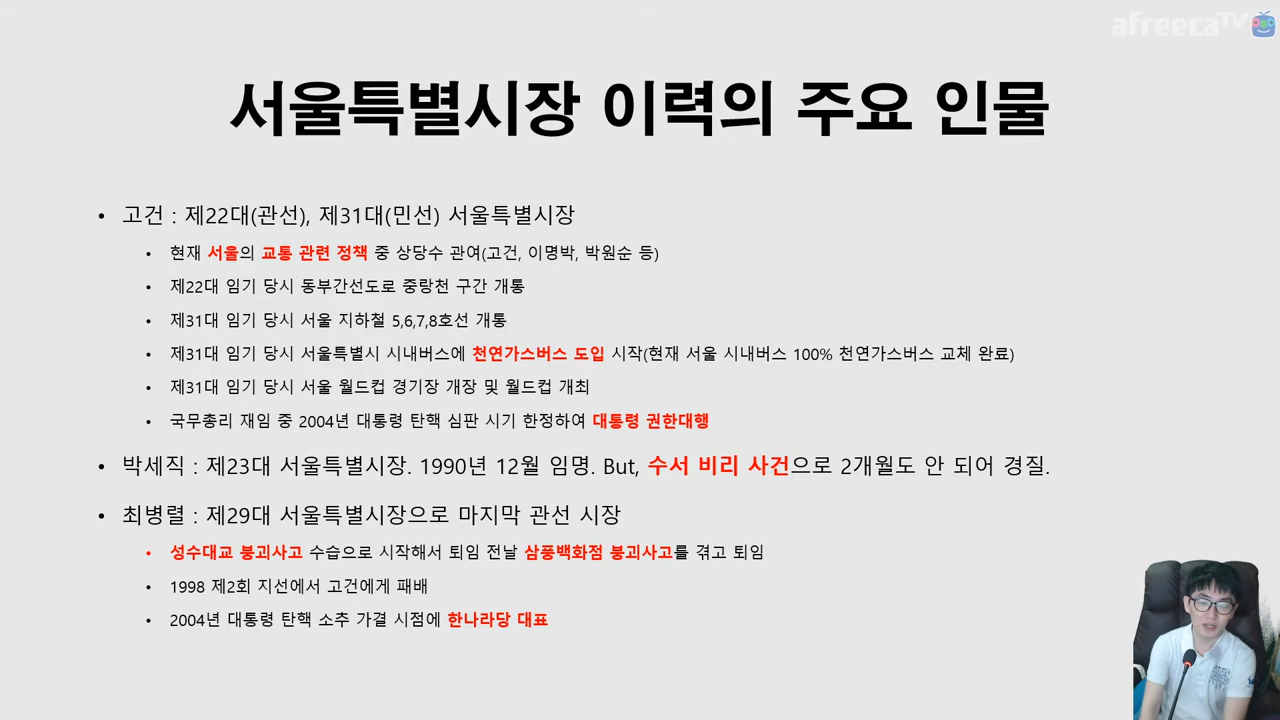 afreecaTV
서울특별시장 이력의 주요 인물
• 고건 : 제22대(관선), 제31대(민선) 서울특별시장
• 현재 서울의 교통 관련 정책 중 상당수 관여(고건, 이명박, 박원순 등)
• 제22대 임기 당시 동부간선도로 중랑천 구간 개통
• 제31대 임기 당시 서울 지하철 5,6,7,8호선 개통
• 제31대 임기 당시 서울특별시 시내버스에 천연가스버스 도입 시작(현재 서울 시내버스 100% 천연가스버스 교체 완료)
• 제31대 임기 당시 서울 월드컵 경기장 개장 및 월드컵 개최
• 국무총리 재임 중 2004년 대통령 탄핵 심판 시기 한정하여 대통령 권한대행
• 박세직 : 제23대 서울특별시장. 1990년 12월 임명. But, 수서 비리 사건으로 2개월도 안 되어 경질.
• 최병렬 : 제29대 서울특별시장으로 마지막 관선 시장
• 성수대교 붕괴사고 수습으로 시작해서 퇴임 전날 삼풍백화점 붕괴사고를 겪고 퇴임
• 1998 제2회 지선에서 고건에게 패배
• 2004년 대통령 탄핵 소추 가결 시점에 한나라당 대표